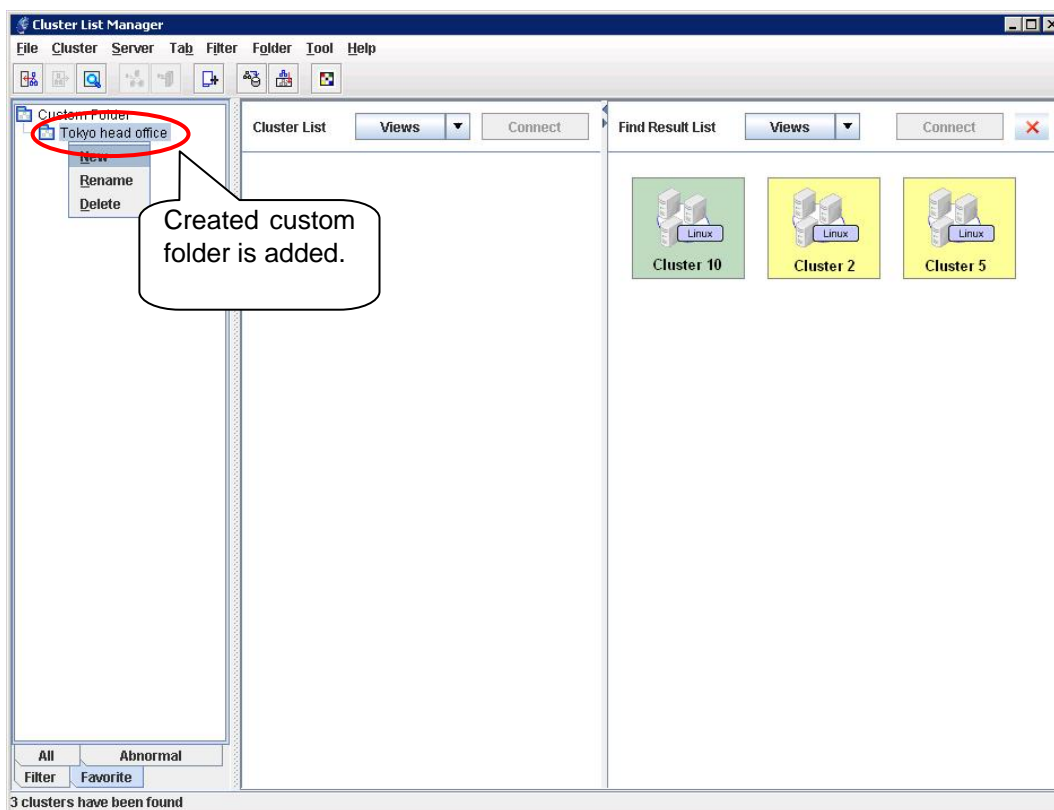 Cluster List Manager
File Cluster Server Tab Filter Folder Tool Help
Custom Folder
Tokyo head office
New
Rename
Delete
Created custom
folder is added.
Cluster List Views Connect
Find Result List Views Connect
Linux Linux Linux
Cluster 10 Cluster 2 Cluster 5
All Abnormal
Filter Favorite
3 clusters have been found